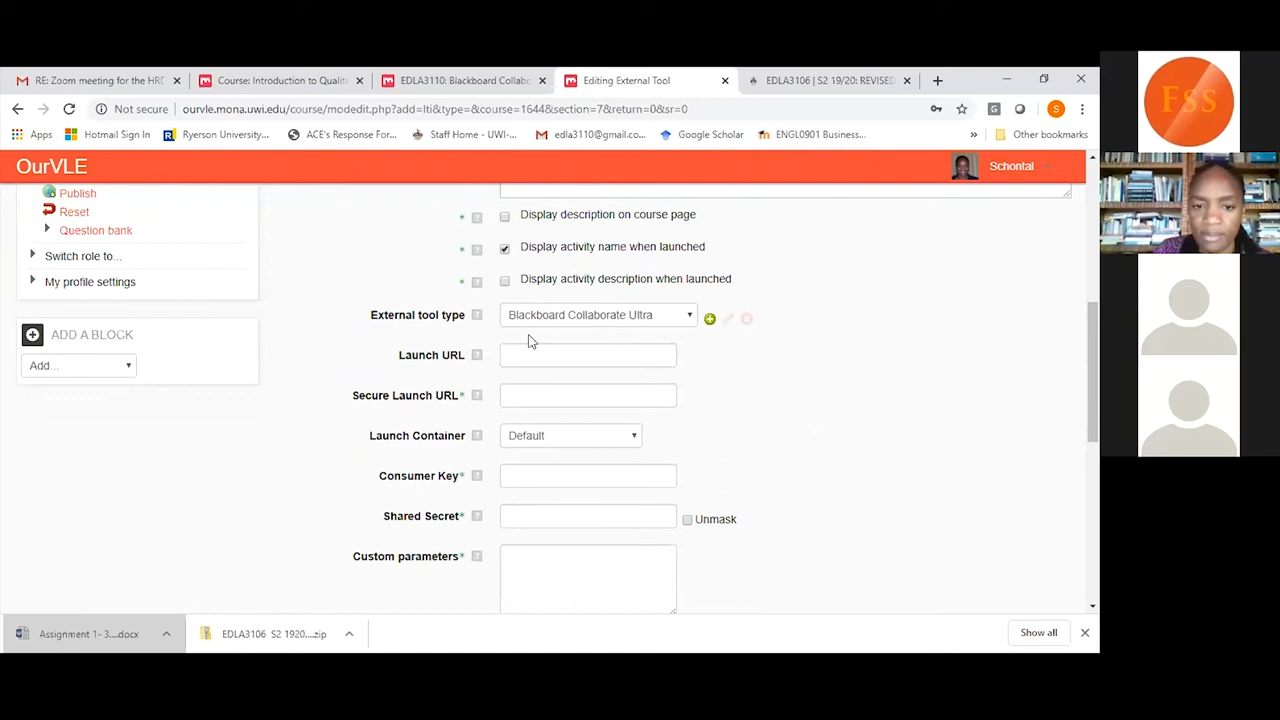 RE: Zoom meeting for the HRD
Course: Introduction to Qualit
EDLA3110: Blackboard Collabo
Editing External Tool
EDLA3106 | S2 19/20: REVISED
Not secure
ourvle.mona.uwi.edu/course/modedit.php?add=lti&type=&course=1644&section=7&return=0&sr=0
G
S
Apps
Hotmail Sign In
Ryerson University...
ACE's Response For...
Staff Home - UWI-...
edla3110@gmail.co...
Google Scholar
ENGL0901 Business...
»
Other bookmarks
OurVLE
Schontal
Publish
Reset
Question bank
Switch role to...
My profile settings
ADD A BLOCK
Add...
* ? Display description on course page
* ? Display activity name when launched
* ? Display activity description when launched
External tool type ? Blackboard Collaborate Ultra
Launch URL ?
Secure Launch URL* ?
Launch Container ? Default
Consumer Key* ?
Shared Secret* ? Unmask
Custom parameters* ?
Assignment 1- 3....docx
EDLA3106 S2 1920....zip
Show all
FSS